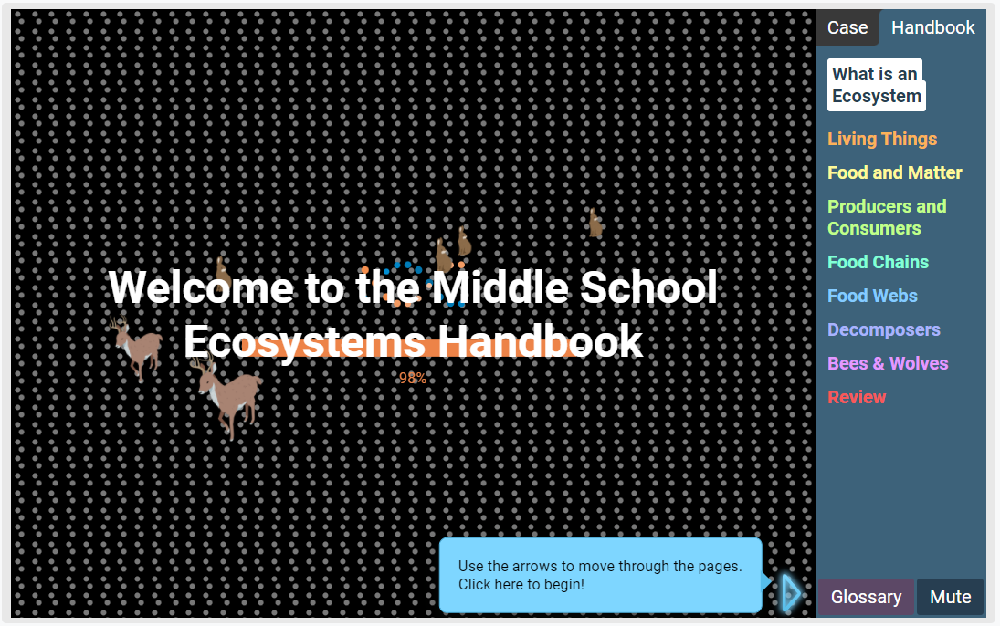 Case
Handbook
What is an
Ecosystem
Living Things
Food and Matter
Producers and
Consumers
Food Chains
Food Webs
Decomposers
Bees & Wolves
Review
Welcome to the Middle School
Ecosystems Handbook
98%
Use the arrows to move through the pages.
Click here to begin!
Glossary
Mute